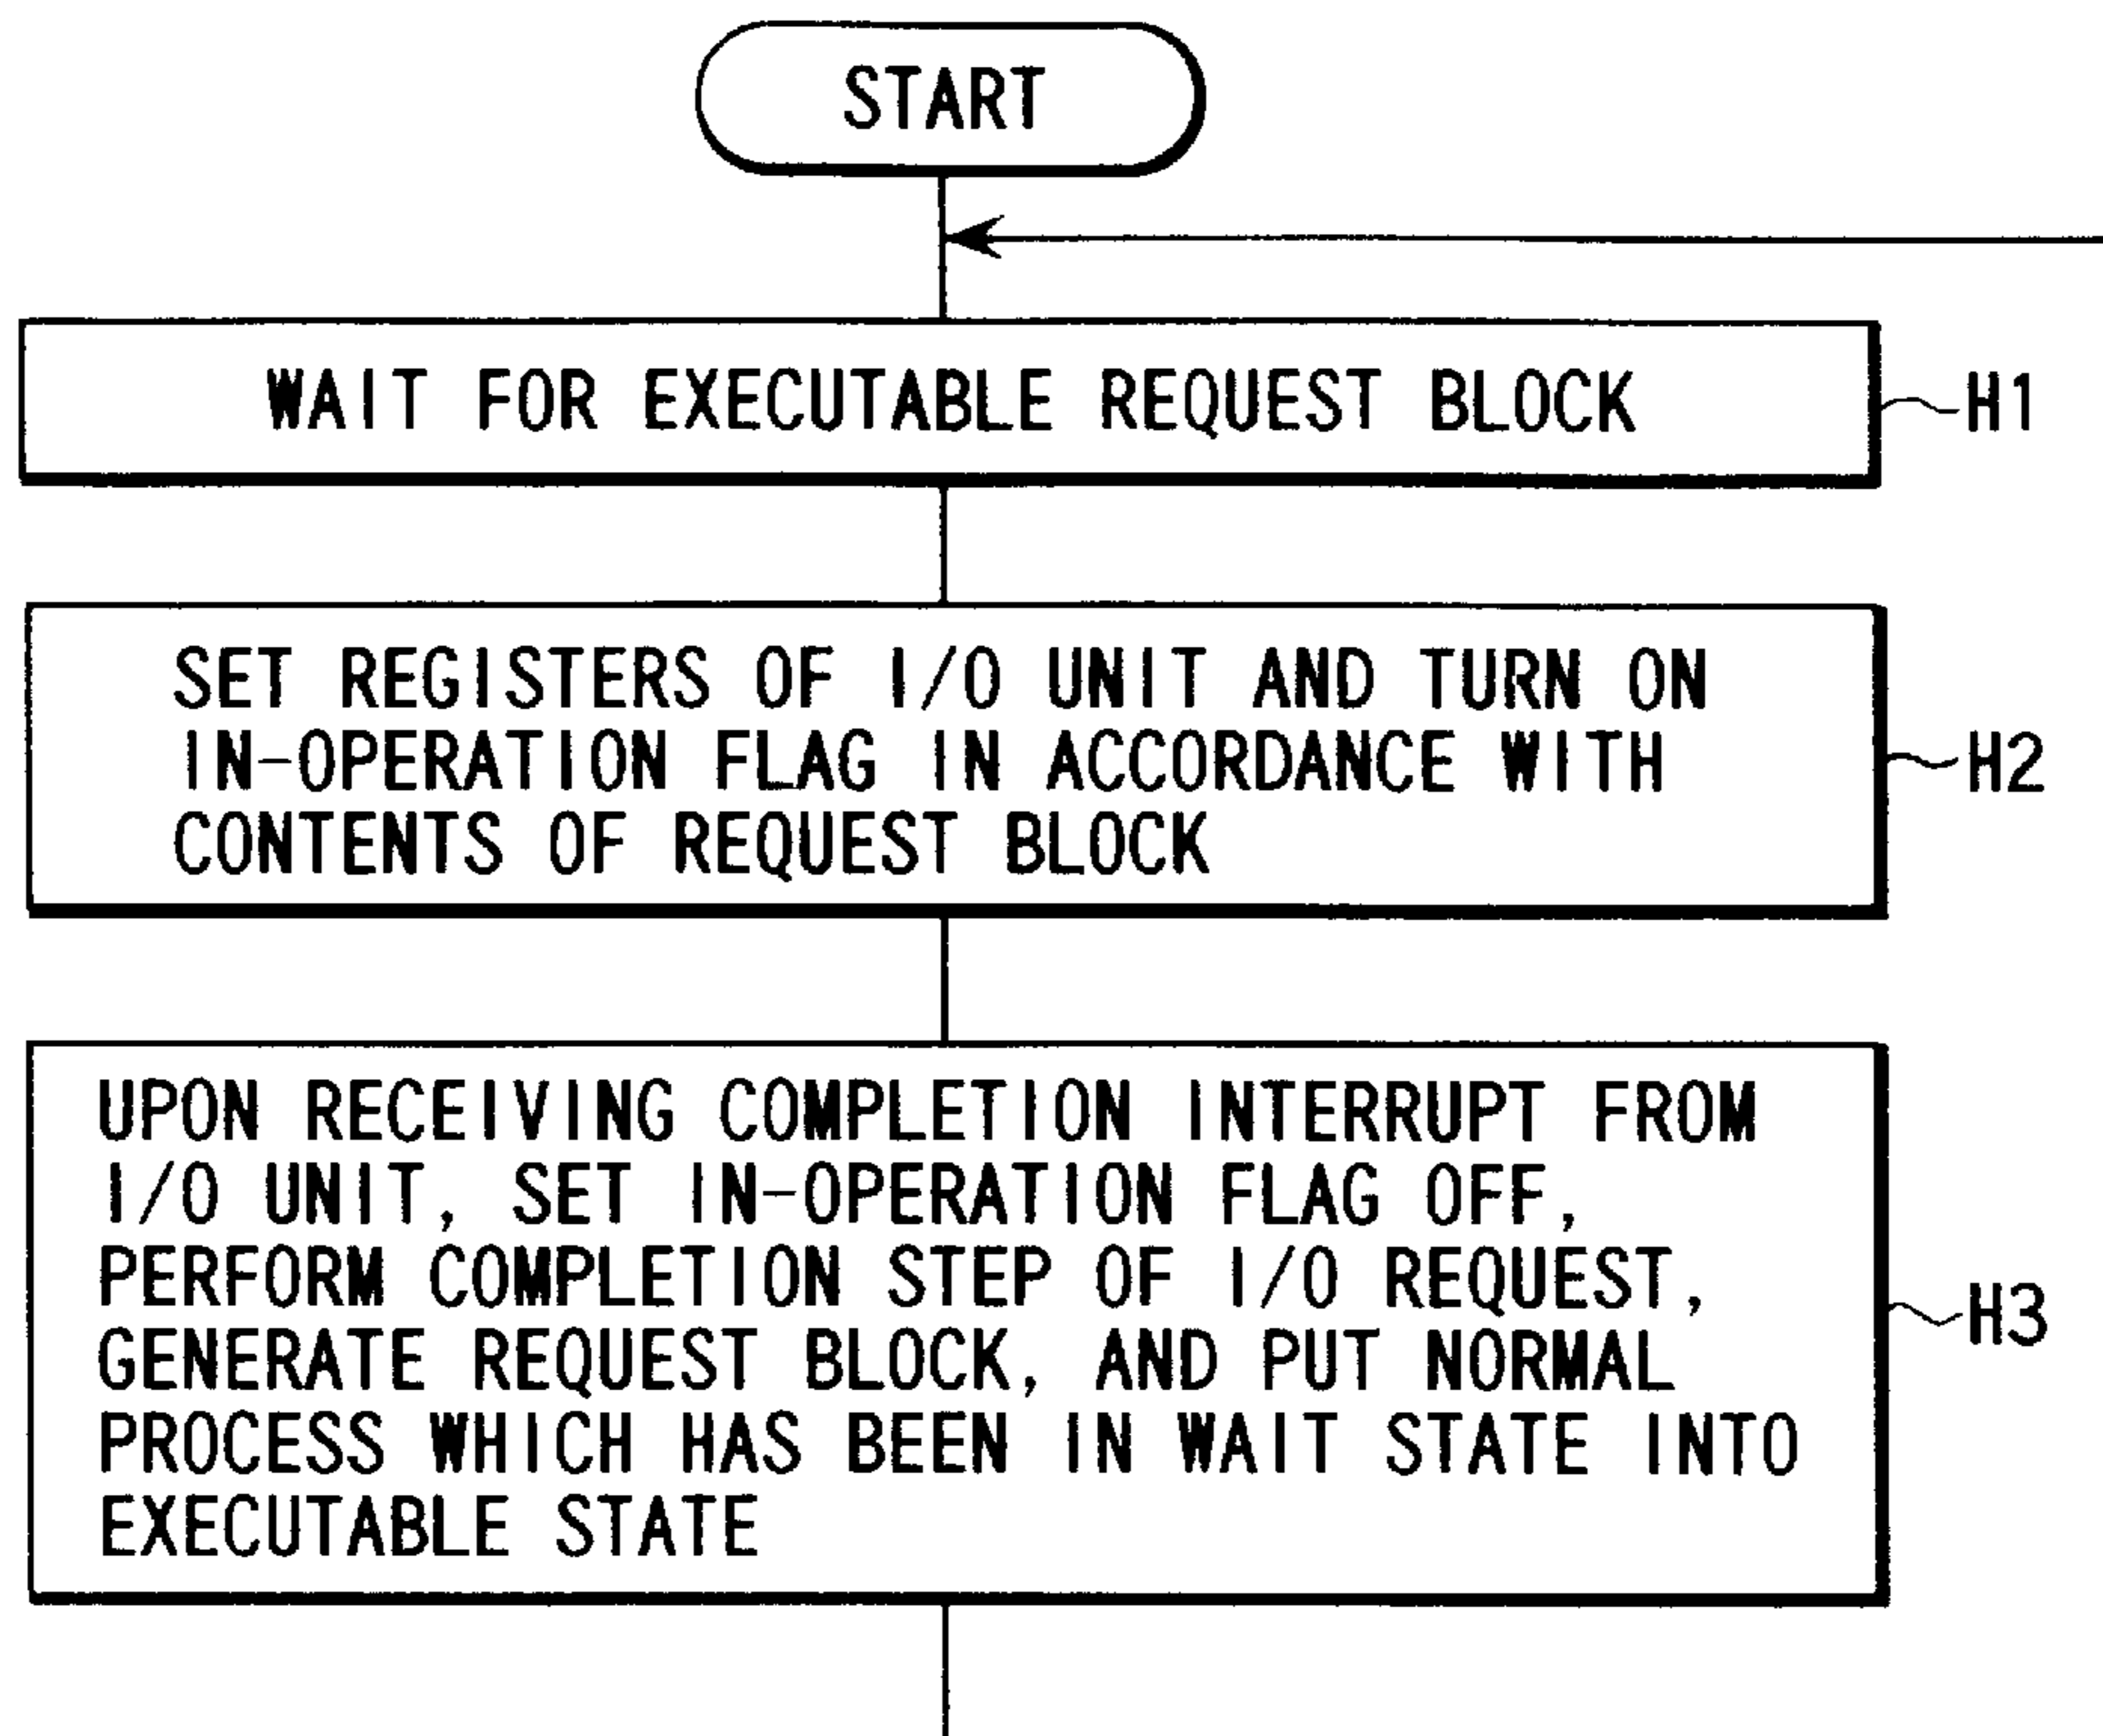 START
WAIT FOR EXECUTABLE REQUEST BLOCK
H1
SET REGISTERS OF I/O UNIT AND TURN ON
IN-OPERATION FLAG IN ACCORDANCE WITH
CONTENTS OF REQUEST BLOCK
H2
UPON RECEIVING COMPLETION INTERRUPT FROM
I/O UNIT, SET IN-OPERATION FLAG OFF,
PERFORM COMPLETION STEP OF I/O REQUEST,
GENERATE REQUEST BLOCK, AND PUT NORMAL
PROCESS WHICH HAS BEEN IN WAIT STATE INTO
EXECUTABLE STATE
H3